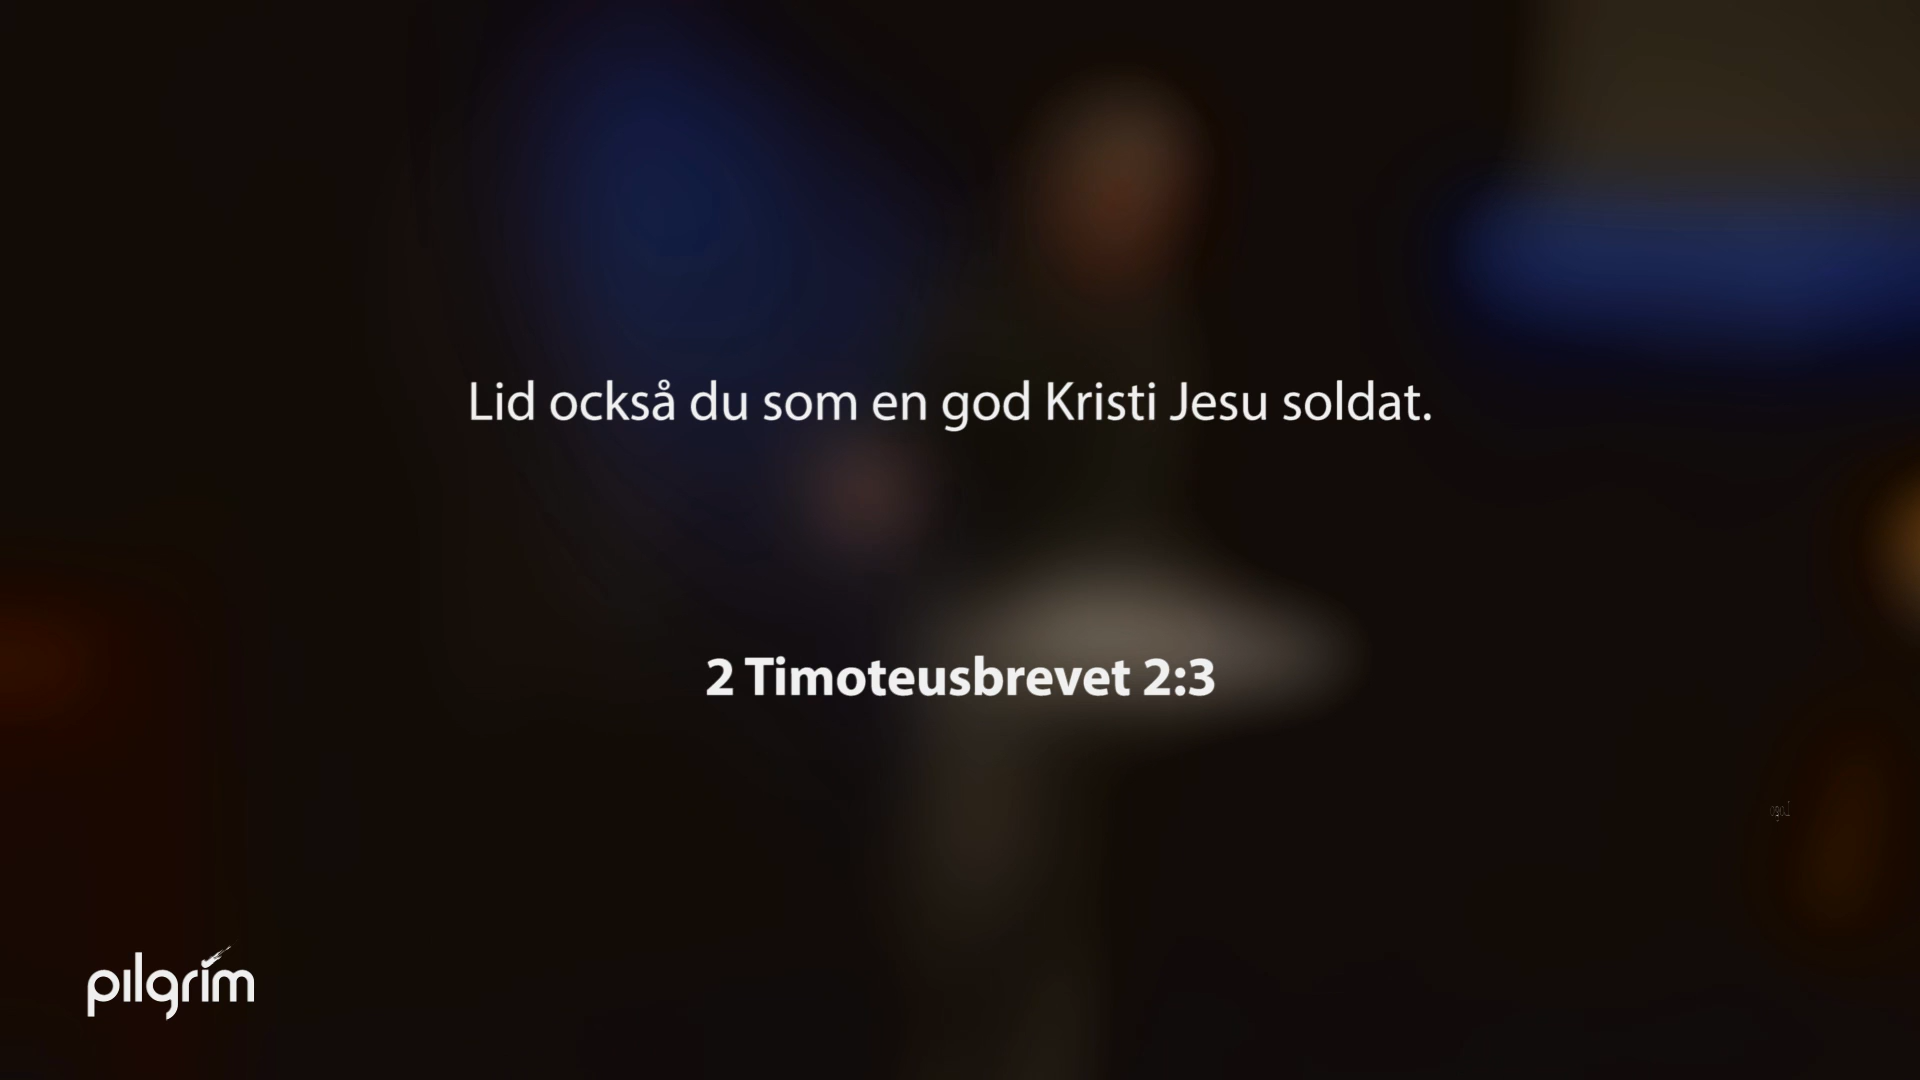 Lid också du som en god Kristi Jesu soldat.
2 Timoteusbrevet 2:3
pilgrim